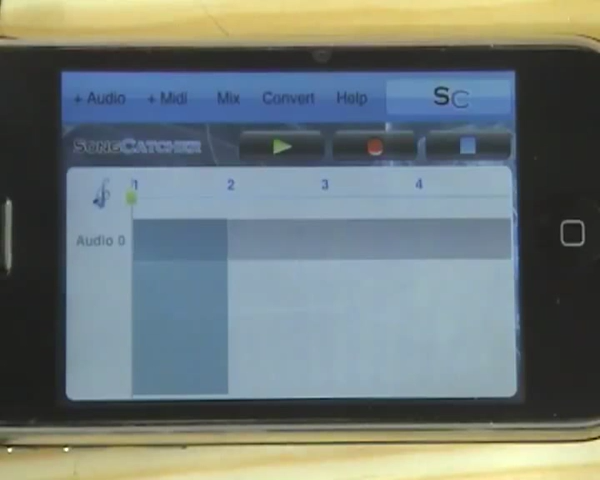 + Audio + Midi Mix Convert Help SC
SONGCATCHER
1 2 3 4
Audio 0